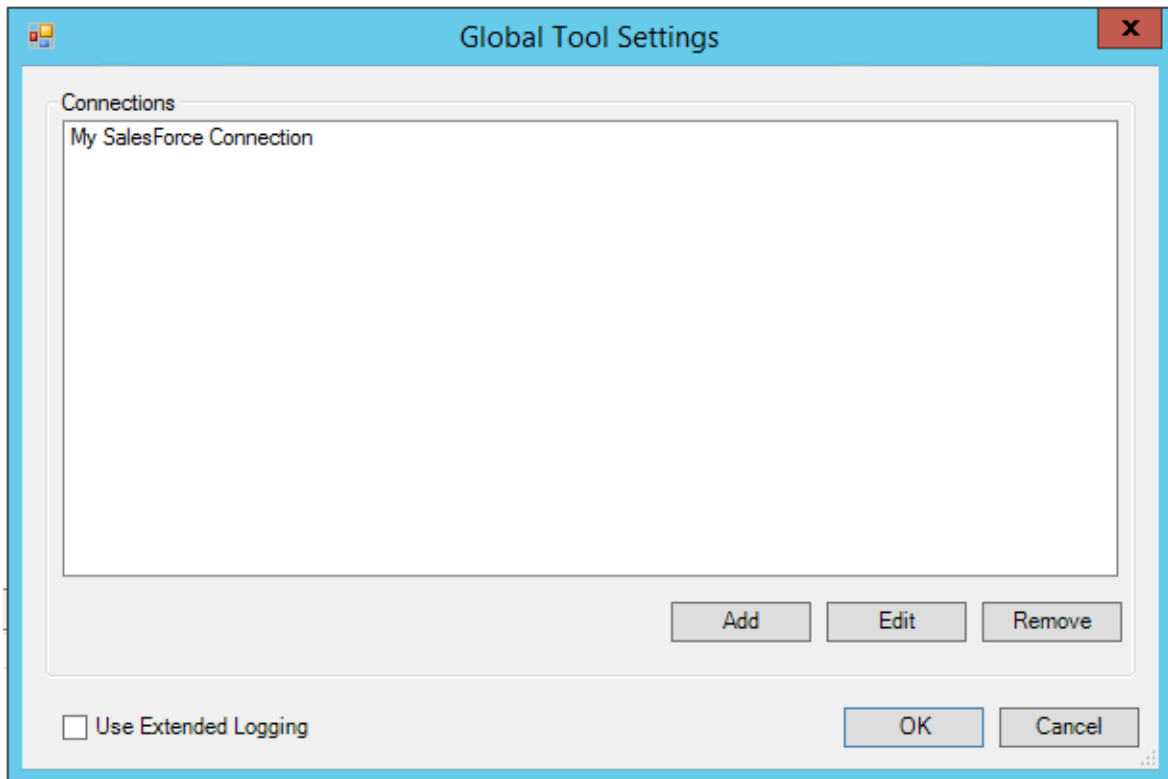 Global Tool Settings
x
Connections
My SalesForce Connection
Add Edit Remove
Use Extended Logging OK Cancel